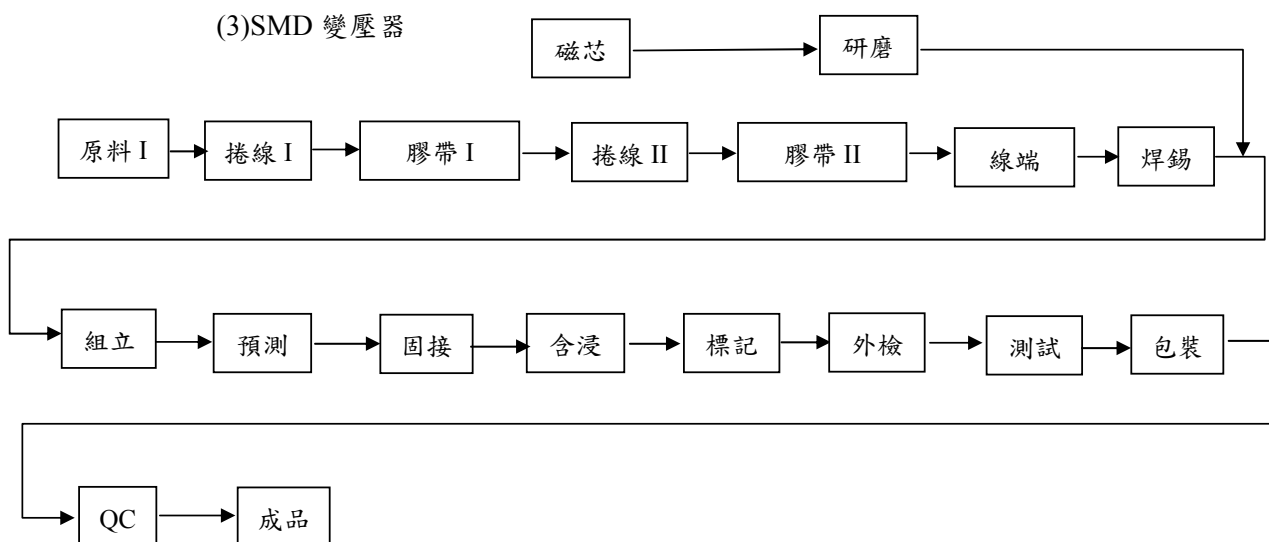 (3)SMD 變壓器
磁芯 研磨
原料 I 捲線 I 膠帶 I 捲線 II 膠帶 II 線端 焊錫
組立 預測 固接 含浸 標記 外檢 測試 包裝
QC 成品